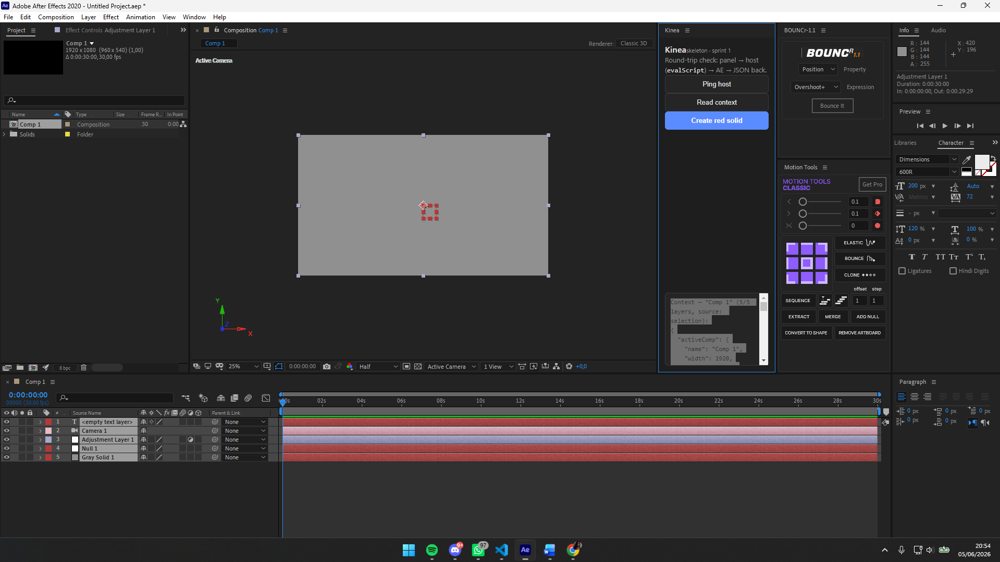 Adobe After Effects 2020 - Untitled Project.aep *
File Edit Composition Layer Effect Animation View Window Help
Project
Effect Controls Adjustment Layer 1
Comp 1
1920 x 1080 (960 x 540) (1,00)
Δ 0:00:30:00, 30,00 fps
Name Type Size Frame R... In Point
Comp 1 Composition 30 0:00
Solids Folder
8 bpc
Composition Comp 1
Comp 1
Renderer: Classic 3D
Active Camera
Y
Z
X
25% 0:00:00:00 Half Active Camera 1 View +0,0
Kinea
Kinea skeleton · sprint 1
Round-trip check: panel → host
(evalScript) → AE → JSON back.
Ping host
Read context
Create red solid
Context — "Comp 1" (5/5
layers, source:
selection):
{
"activeComp": {
"name": "Comp 1",
"width": 1920,
BOUNCr-1.1
BOUNCR 1.1
Position Property
Overshoot+ Expression
Bounce It
Motion Tools
MOTION TOOLS
CLASSIC
Get Pro
0.1
0.1
0
ELASTIC
BOUNCE
CLONE
offset step
SEQUENCE 1 1
EXTRACT MERGE ADD NULL
CONVERT TO SHAPE REMOVE ARTBOARD
Info Audio
R : 144
G : 144
B : 144
A : 255
X : 420
Y : 196
Adjustment Layer 1
Duration: 0:00:30:00
In: 0:00:00:00, Out: 0:00:29:29
Preview
Libraries Character
Dimensions
600R
200 px Auto
Metrics 72
- px
120 % 100 %
0 px 0 %
T T TT Tt T¹ T₁
Ligatures Hindi Digits
Comp 1
0:00:00:00
00000 (30.00 fps)
# Source Name Parent & Link
1 T <empty text layer> None
2 Camera 1 None
3 Adjustment Layer 1 None
4 Null 1 None
5 Gray Solid 1 None
:00s 02s 04s 06s 08s 10s 12s 14s 16s 18s 20s 22s 24s 26s 28s 30s
Paragraph
0 px 0 px 0 px
0 px 0 px
9+
97
Ae
20:54
05/06/2026